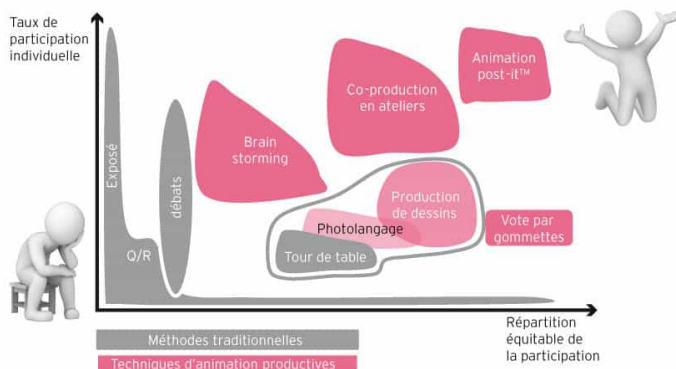 Taux de
participation
individuelle
Animation
post-it™
Co-production
en ateliers
Brain
storming
Exposé
débats
Production
de dessins
Photolangage
Vote par
gommettes
Q/R
Tour de table
Répartition
équitable de
la participation
Méthodes traditionnelles
Techniques d'animation productives